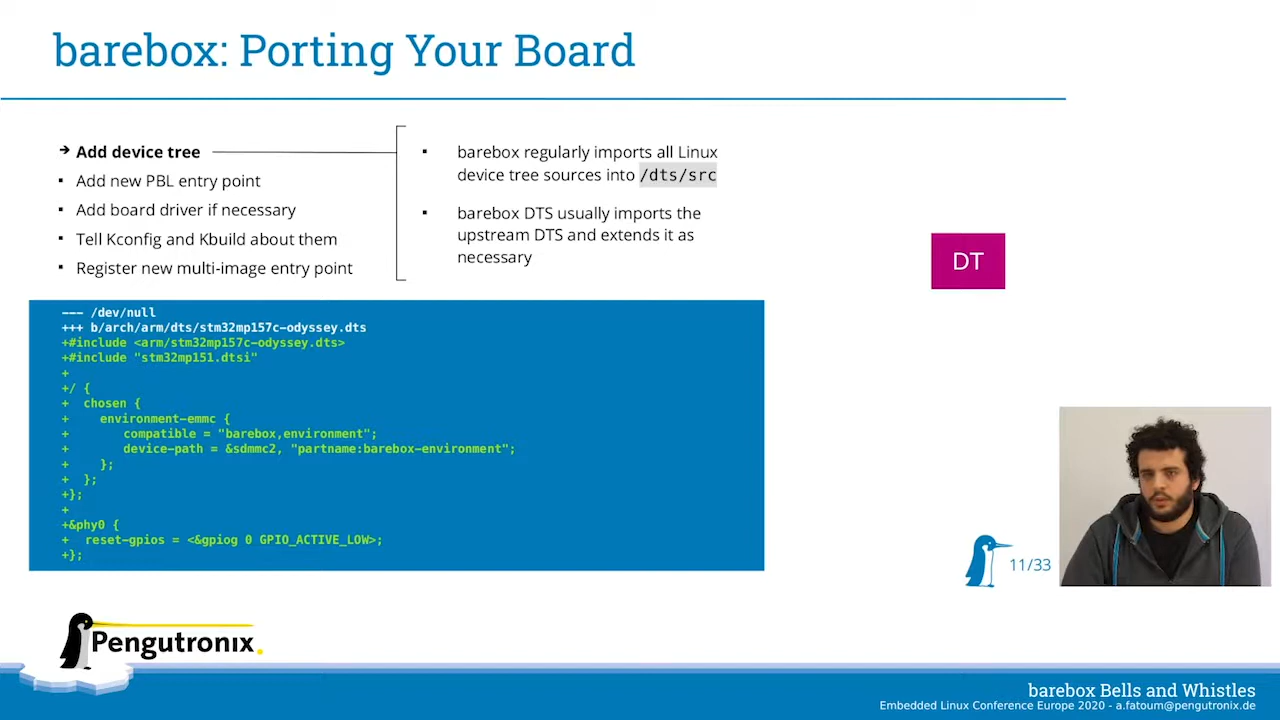 barebox: Porting Your Board
➔ Add device tree
▪ Add new PBL entry point
▪ Add board driver if necessary
▪ Tell Kconfig and Kbuild about them
▪ Register new multi-image entry point
▪ barebox regularly imports all Linux
device tree sources into /dts/src
▪ barebox DTS usually imports the
upstream DTS and extends it as
necessary
DT
--- /dev/null
+++ b/arch/arm/dts/stm32mp157c-odyssey.dts
+#include <arm/stm32mp157c-odyssey.dts>
+#include "stm32mp151.dtsi"
+
+/ {
+  chosen {
+    environment-emmc {
+       compatible = "barebox,environment";
+       device-path = &sdmmc2, "partname:barebox-environment";
+    };
+  };
+};
+
+&phy0 {
+  reset-gpios = <&gpiog 0 GPIO_ACTIVE_LOW>;
+};
11/33
Pengutronix
barebox Bells and Whistles
Embedded Linux Conference Europe 2020 - a.fatoum@pengutronix.de